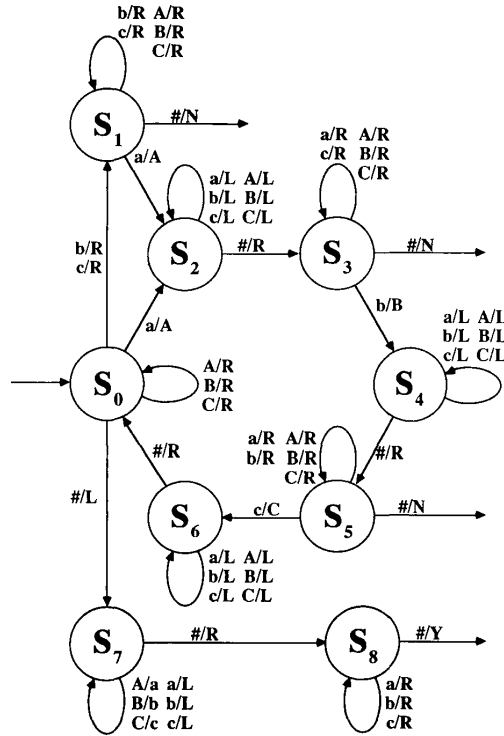 b/R A/R
c/R B/R
C/R
S1
#/N
a/A
a/L A/L
b/L B/L
c/L C/L
S2
#/R
a/R A/R
c/R B/R
C/R
S3
#/N
b/R
c/R
a/A
b/B
a/L A/L
b/L B/L
c/L C/L
S4
S0
A/R
B/R
C/R
#/R
#/L
#/R
a/R A/R
b/R B/R
C/R
S6
c/C
S5
#/N
a/L A/L
b/L B/L
c/L C/L
S7
#/R
S8
#/Y
A/a a/L
B/b b/L
C/c c/L
a/R
b/R
c/R